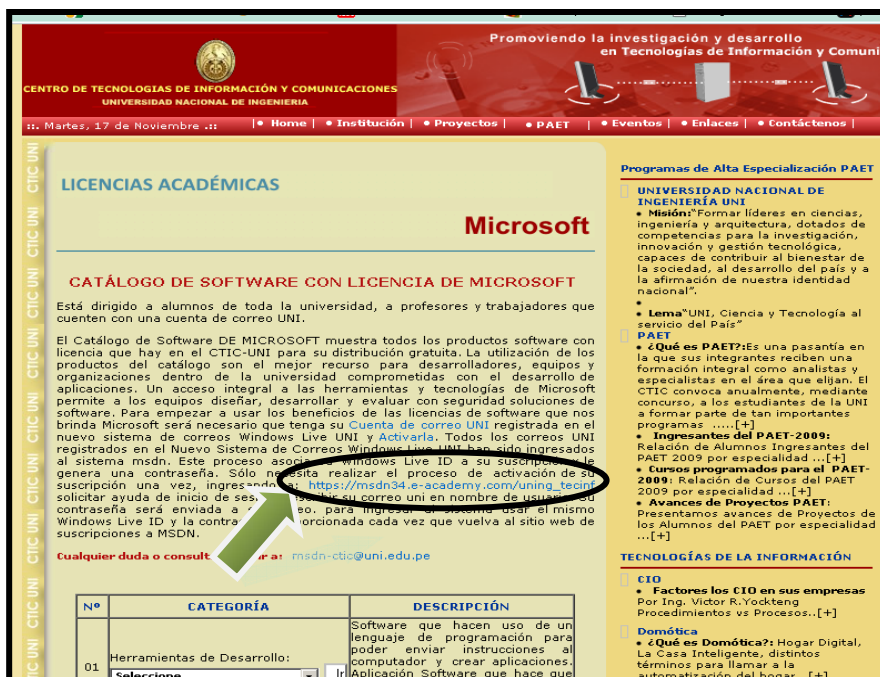 Promoviendo la investigación y desarrollo
en Tecnologías de Información y Comuni
CENTRO DE TECNOLOGIAS DE INFORMACIÓN Y COMUNICACIONES
UNIVERSIDAD NACIONAL DE INGENIERIA
::. Martes, 17 de Noviembre .::
|• Home | • Institución | • Proyectos | • PAET | • Eventos | • Enlaces | • Contáctenos |
CTIC UNI CTIC UNI CTIC UNI CTIC UNI CTIC UNI
LICENCIAS ACADÉMICAS
Microsoft
CATÁLOGO DE SOFTWARE CON LICENCIA DE MICROSOFT
Está dirigido a alumnos de toda la universidad, a profesores y trabajadores que
cuenten con una cuenta de correo UNI.
El Catálogo de Software DE MICROSOFT muestra todos los productos software con
licencia que hay en el CTIC-UNI para su distribución gratuita. La utilización de los
productos del catálogo son el mejor recurso para desarrolladores, equipos y
organizaciones dentro de la universidad comprometidas con el desarrollo de
aplicaciones. Un acceso integral a las herramientas y tecnologías de Microsoft
permite a los equipos diseñar, desarrollar y evaluar con seguridad soluciones de
software. Para empezar a usar los beneficios de las licencias de software que nos
brinda Microsoft será necesario que tenga su Cuenta de correo UNI registrada en el
nuevo sistema de correos Windows Live UNI y Activarla. Todos los correos UNI
registrados en el Nuevo Sistema de Correos Windows Live UNI han sido ingresados
al sistema msdn. Este proceso asocia Windows Live ID a su suscripción y le
genera una contraseña. Sólo necesita realizar el proceso de activación de su
suscripción una vez, ingresando a: https://msdn34.e-academy.com/uning_tecinf
solicitar ayuda de inicio de su correo uni en nombre de usuario. Su
contraseña será enviada a para ingresar al sistema usar el mismo
Windows Live ID y la cada vez que vuelva al sitio web de
suscripciones a MSDN.
Cualquier duda o a: msdn-ctic@uni.edu.pe
Nº CATEGORÍA DESCRIPCIÓN
01 Herramientas de Desarrollo:
Seleccione Ir
Software que hacen uso de un
lenguaje de programación para
poder enviar instrucciones al
computador y crear aplicaciones.
Aplicación Software que hace que
Programas de Alta Especialización PAET
UNIVERSIDAD NACIONAL DE
INGENIERÍA UNI
• Misión:"Formar líderes en ciencias,
ingeniería y arquitectura, dotados de
competencias para la investigación,
innovación y gestión tecnológica,
capaces de contribuir al bienestar de
la sociedad, al desarrollo del país y a
la afirmación de nuestra identidad
nacional".
•
• Lema"UNI, Ciencia y Tecnología al
servicio del País"
PAET
• ¿Qué es PAET?:Es una pasantía en
la que sus integrantes reciben una
formación integral como analistas y
especialistas en el área que elijan. El
CTIC convoca anualmente, mediante
concurso, a los estudiantes de la UNI
a formar parte de tan importantes
programas .....[+]
• Ingresantes del PAET-2009:
Relación de Alumnos Ingresantes del
PAET 2009 por especialidad ...[+]
• Cursos programados para el PAET-
2009: Relación de Cursos del PAET
2009 por especialidad ...[+]
• Avances de Proyectos PAET:
Presentamos avances de Proyectos de
los Alumnos del PAET por especialidad
...[+]
TECNOLOGÍAS DE LA INFORMACIÓN
CIO
• Factores los CIO en sus empresas
Por Ing. Victor R.Yockteng
Procedimientos vs Procesos..[+]
Domótica
• ¿Qué es Domótica?: Hogar Digital,
La Casa Inteligente, distintos
términos para llamar a la
automatización del hogar ..[+]